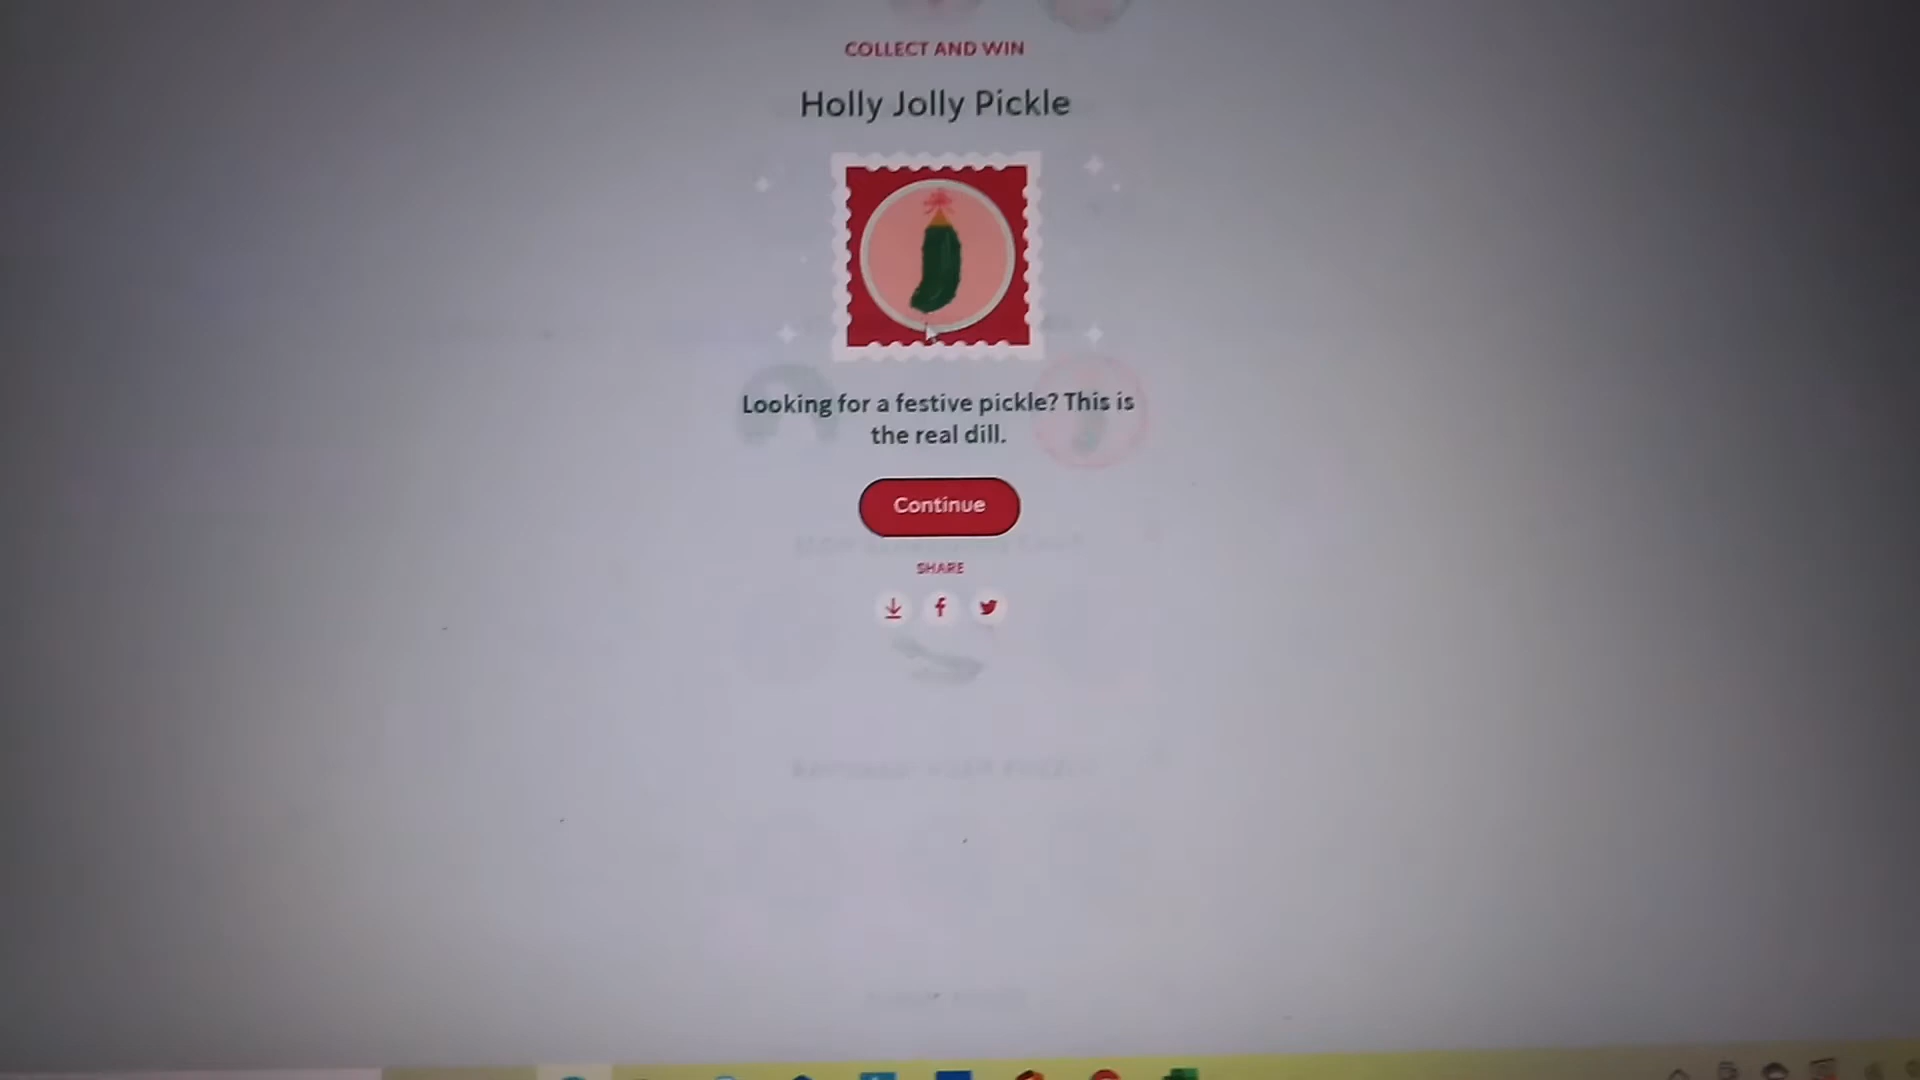 COLLECT AND WIN
Holly Jolly Pickle
Looking for a festive pickle? This is
the real dill.
Continue
SHARE